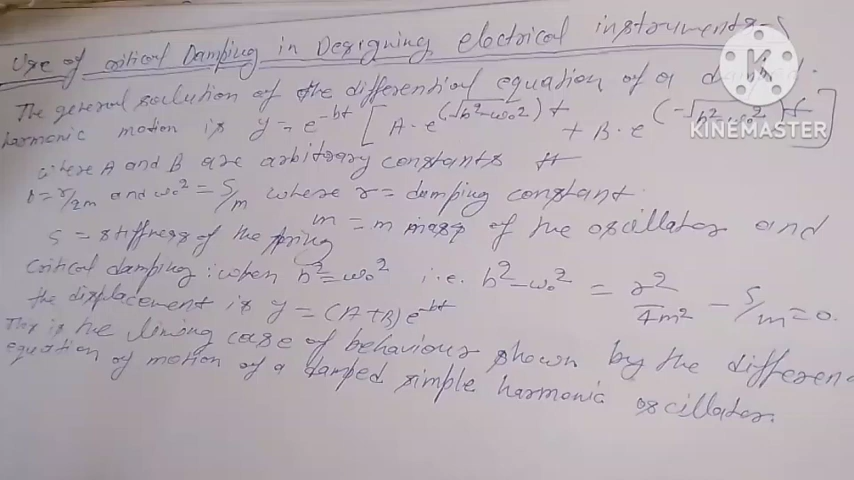 Use of critical Damping in Designing electrical instruments
The general solution of the differential equation of a damped
harmonic motion is y = e^-bt [ A. e^(√b²-ω₀²)t + B. e^(-√b²-ω₀²)t ]
where A and B are arbitrary constants
b = r/2m and ω₀² = S/m where r = damping constant.
S = stiffness of the spring m = m mass of the oscillator and
Critical damping : when b² = ω₀² i.e. b² - ω₀² = r²/4m² - S/m = 0.
the displacement is y = (A+B) e^-bt
This is the liming case of behaviour shown by the differen
equation of motion of a damped simple harmonic oscillator.
KINEMASTER